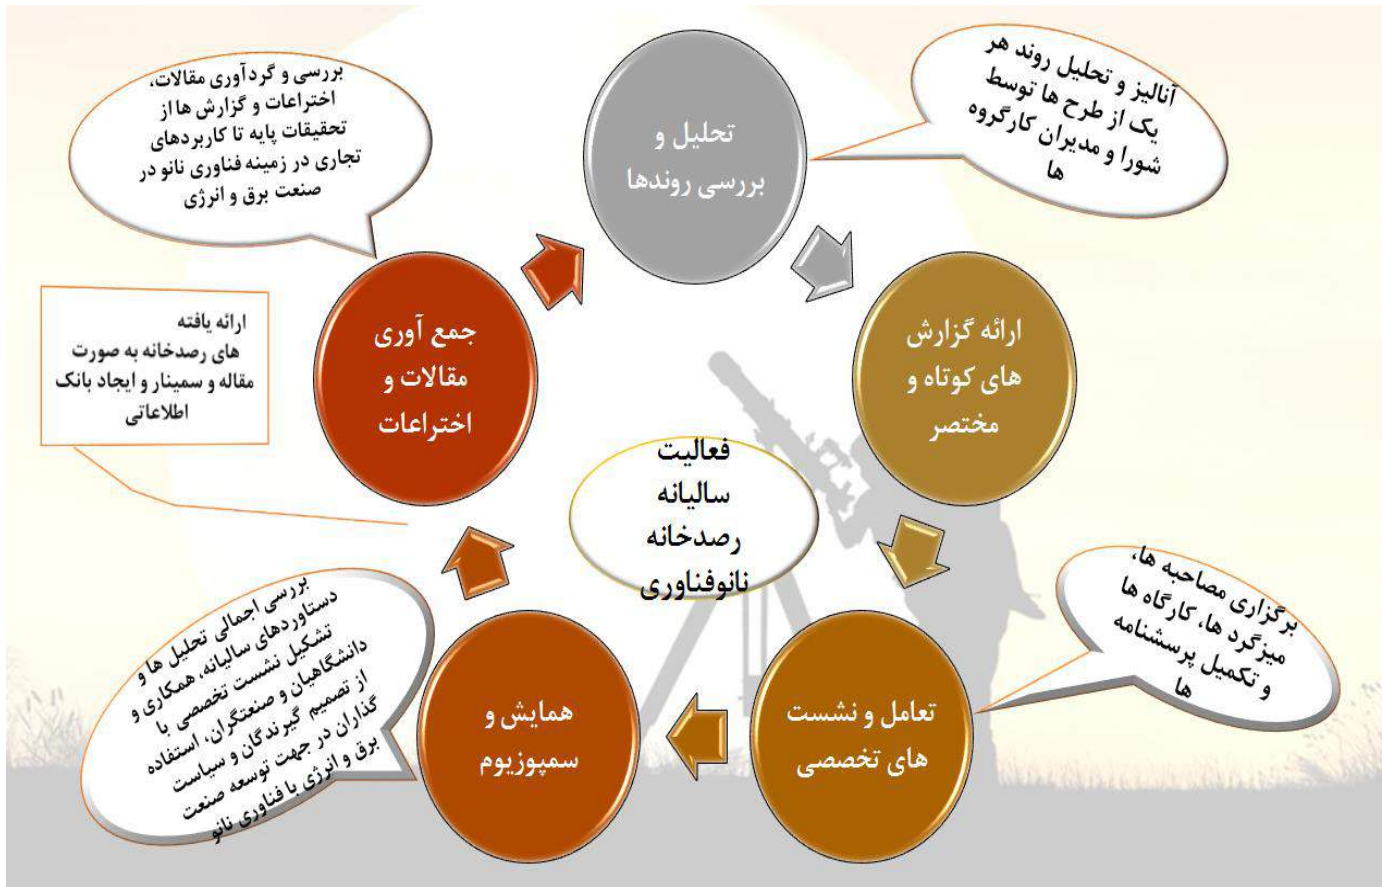 آنالیز و تحلیل روند هر
یک از طرح ها توسط
شورا و مدیران کارگروه
ها
تحلیل و
بررسی روندها
بررسی و گردآوری مقالات،
اختراعات و گزارش ها از
تحقیقات پایه تا کاربردهای
تجاری در زمینه فناوری نانو در
صنعت برق و انرژی
ارائه گزارش
های کوتاه و
مختصر
جمع آوری
مقالات و
اختراعات
ارائه یافته
های رصدخانه به صورت
مقاله و سمینار و ایجاد بانک
اطلاعاتی
فعالیت
سالیانه
رصدخانه
نانوفناوری
برگزاری مصاحبه ها،
میزگرد ها، کارگاه ها
و تکمیل پرسشنامه
ها
تعامل و نشست
های تخصصی
همایش و
سمپوزیوم
بررسی اجمالی تحلیل ها و
دستاوردهای سالیانه، همکاری و
تشکیل نشست تخصصی با
دانشگاهیان و صنعتگران، استفاده
از تصمیم گیرندگان و سیاست
گذاران در جهت توسعه صنعت
برق و انرژی با فناوری نانو